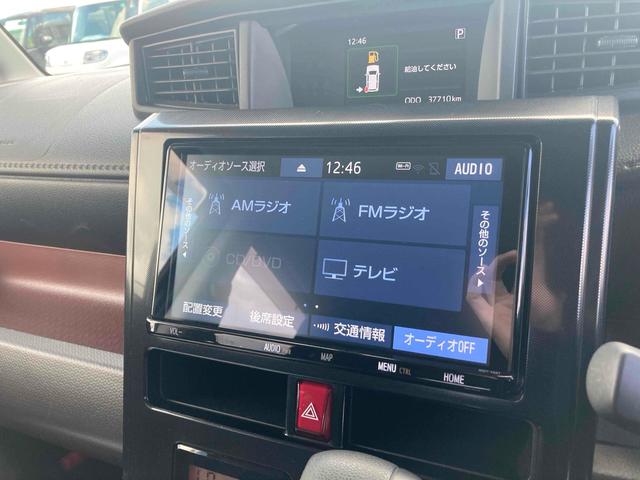 12:46
P
給油してください
ODO 37710km
オーディオソース選択
12:46
Wi-Fi
AUDIO
その他のソース
AMラジオ
FMラジオ
その他のソース
CD/DVD
テレビ
配置変更
後席設定
交通情報
オーディオOFF
VOL-
AUDIO
MAP
MENU CTRL
HOME